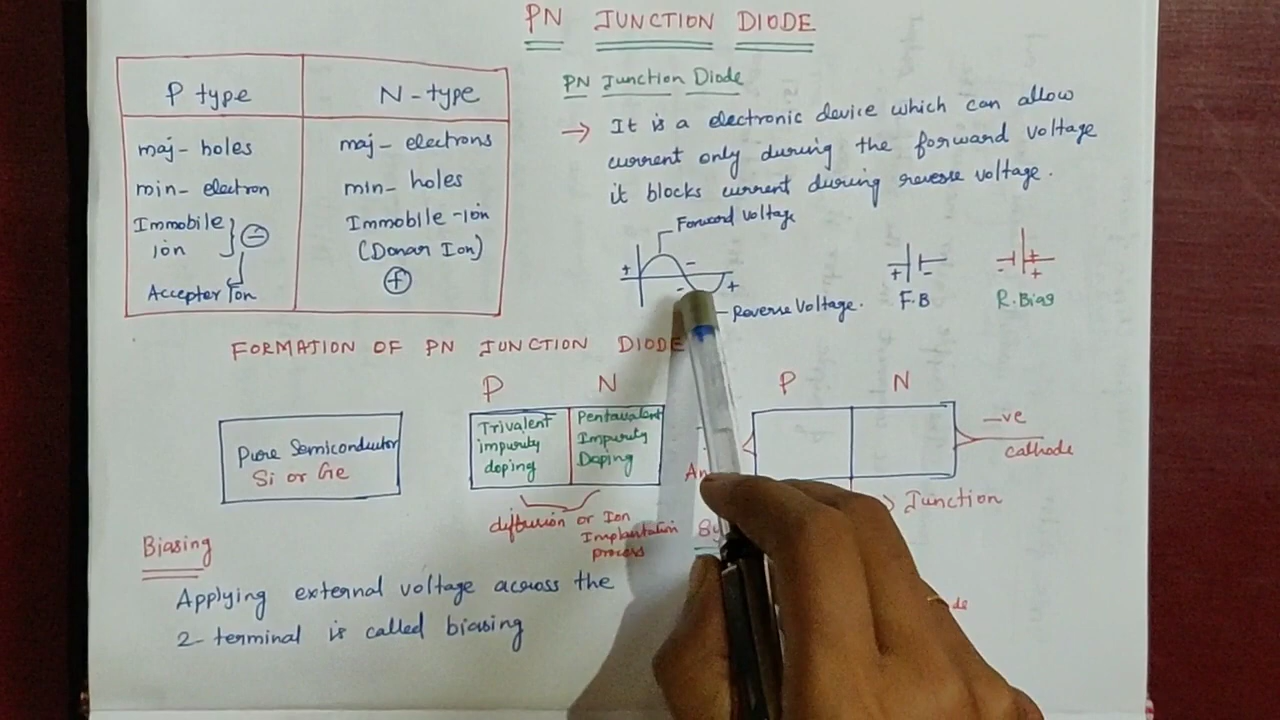 PN JUNCTION DIODE
P type
N-type
maj- holes
maj- electrons
min- electron
min- holes
Immobile
ion
-
Immobile -ion
(Donar Ion)
+
Accepter Ion
PN Junction Diode
→ It is a electronic device which can allow
current only during the forward voltage
it blocks current during reverse voltage.
Forward voltage
+
-
-
+
Reverse Voltage.
+
-
F.B
-
+
R.Bias
FORMATION OF PN JUNCTION DIODE
Pure Semiconductor
Si or Ge
P N
Trivalent
impurity
doping
Pentavalent
Impurity
Doping
diffusion or Ion
Implantation
process
P N
-ve
cathode
An
Junction
Sy
de
Biasing
Applying external voltage across the
2- terminal is called biasing